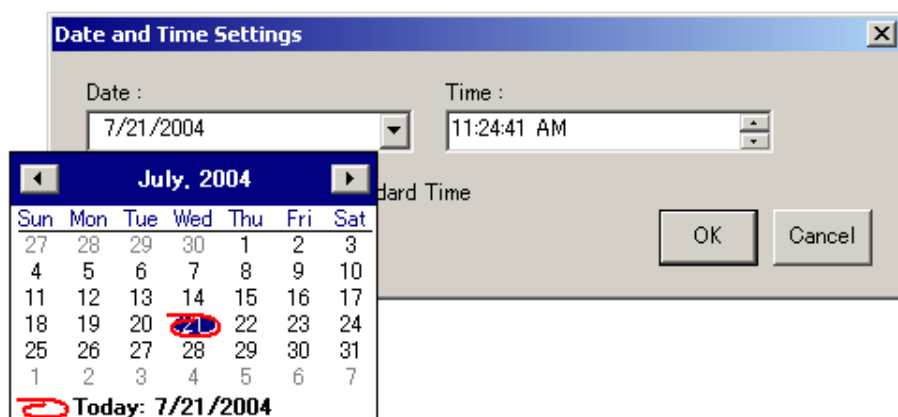 Date and Time Settings
Date : Time :
7/21/2004 11:24:41 AM
July, 2004
dard Time
Sun Mon Tue Wed Thu Fri Sat
27 28 29 30 1 2 3
OK Cancel
4 5 6 7 8 9 10
11 12 13 14 15 16 17
18 19 20 21 22 23 24
25 26 27 28 29 30 31
1 2 3 4 5 6 7
Today: 7/21/2004